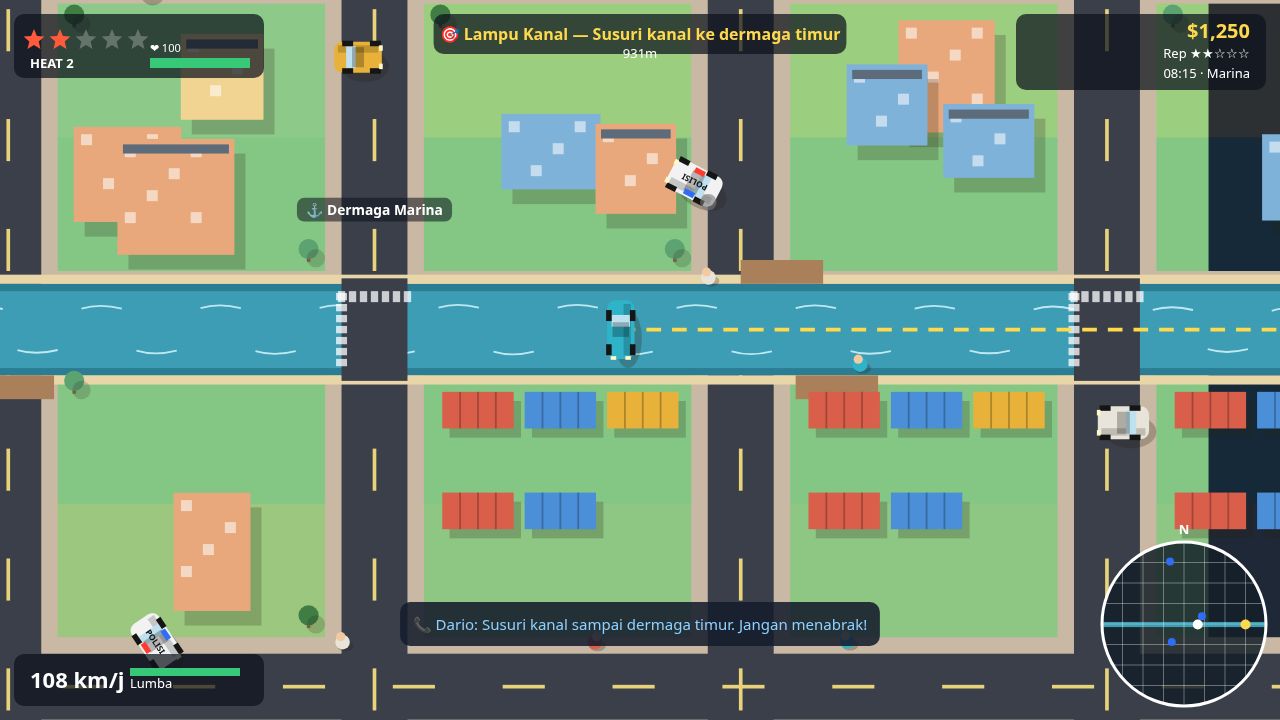 ★★★★★
❤ 100
HEAT 2
🎯 Lampu Kanal — Susuri kanal ke dermaga timur
931m
$1,250
Rep ★★☆☆☆
08:15 · Marina
POLISI
⚓ Dermaga Marina
📞 Dario: Susuri kanal sampai dermaga timur. Jangan menabrak!
N
POLISI
108 km/j
Lumba